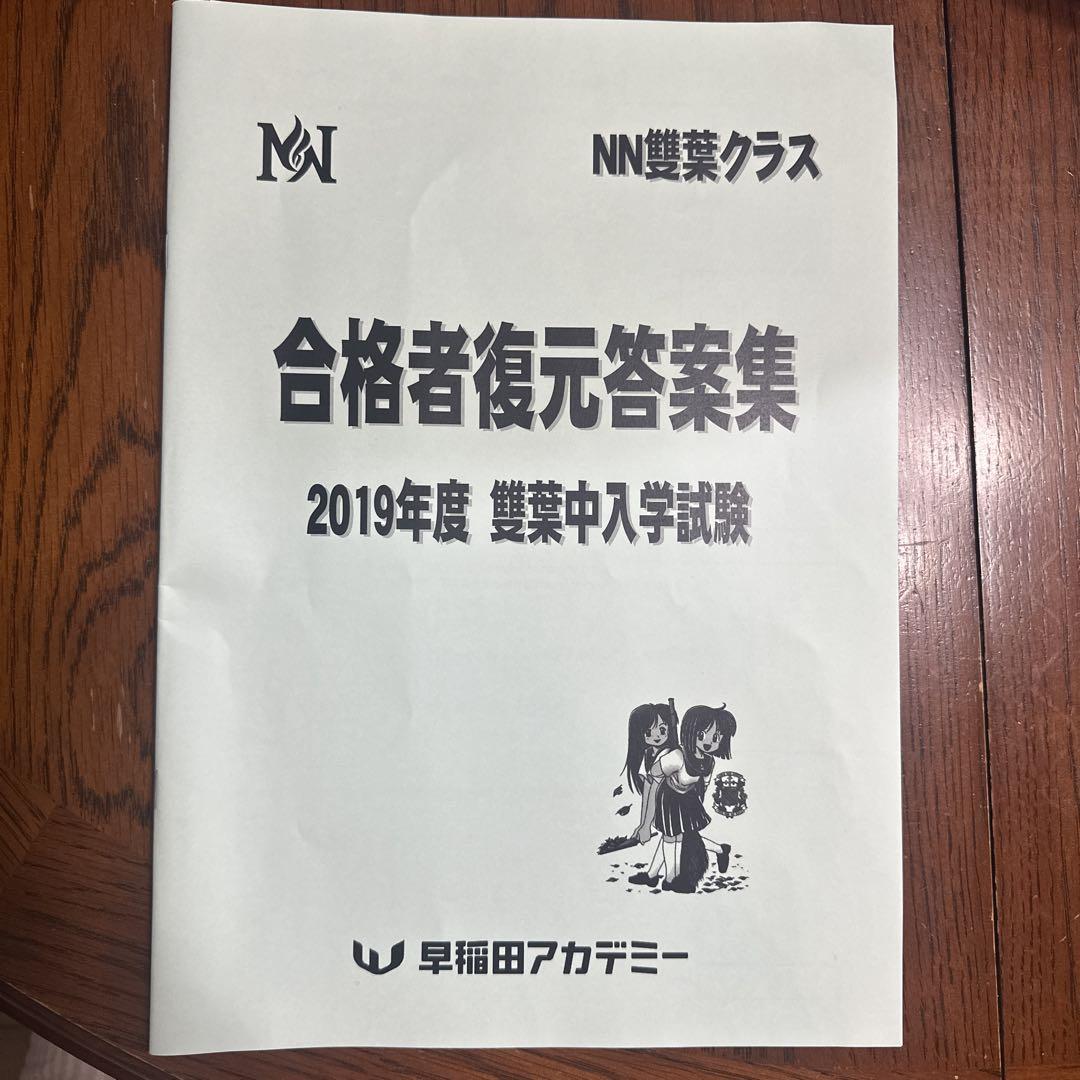 NN
NN雙葉クラス
合格者復元答案集
2019年度 雙葉中入学試験
早稲田アカデミー